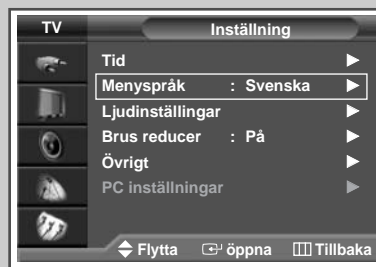 TV Inställning
Tid
Menyspråk : Svenska
Ljudinställingar
Brus reducer : På
Övrigt
PC inställningar
Flytta öppna Tillbaka